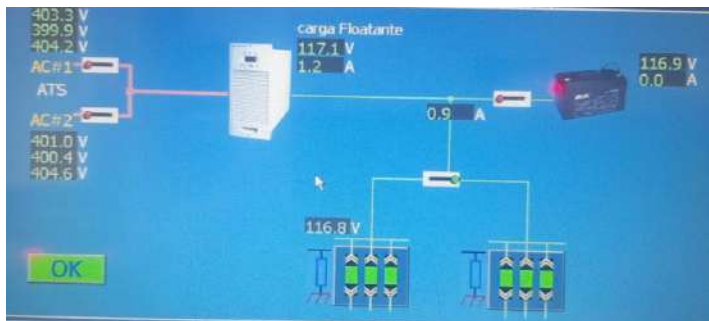 403.3 V
399.9 V
404.2 V
AC#1
ATS
AC#2
401.0 V
400.4 V
404.6 V
carga Floatante
117.1 V
1.2 A
0.9 A
116.9 V
0.0 A
116.8 V
OK